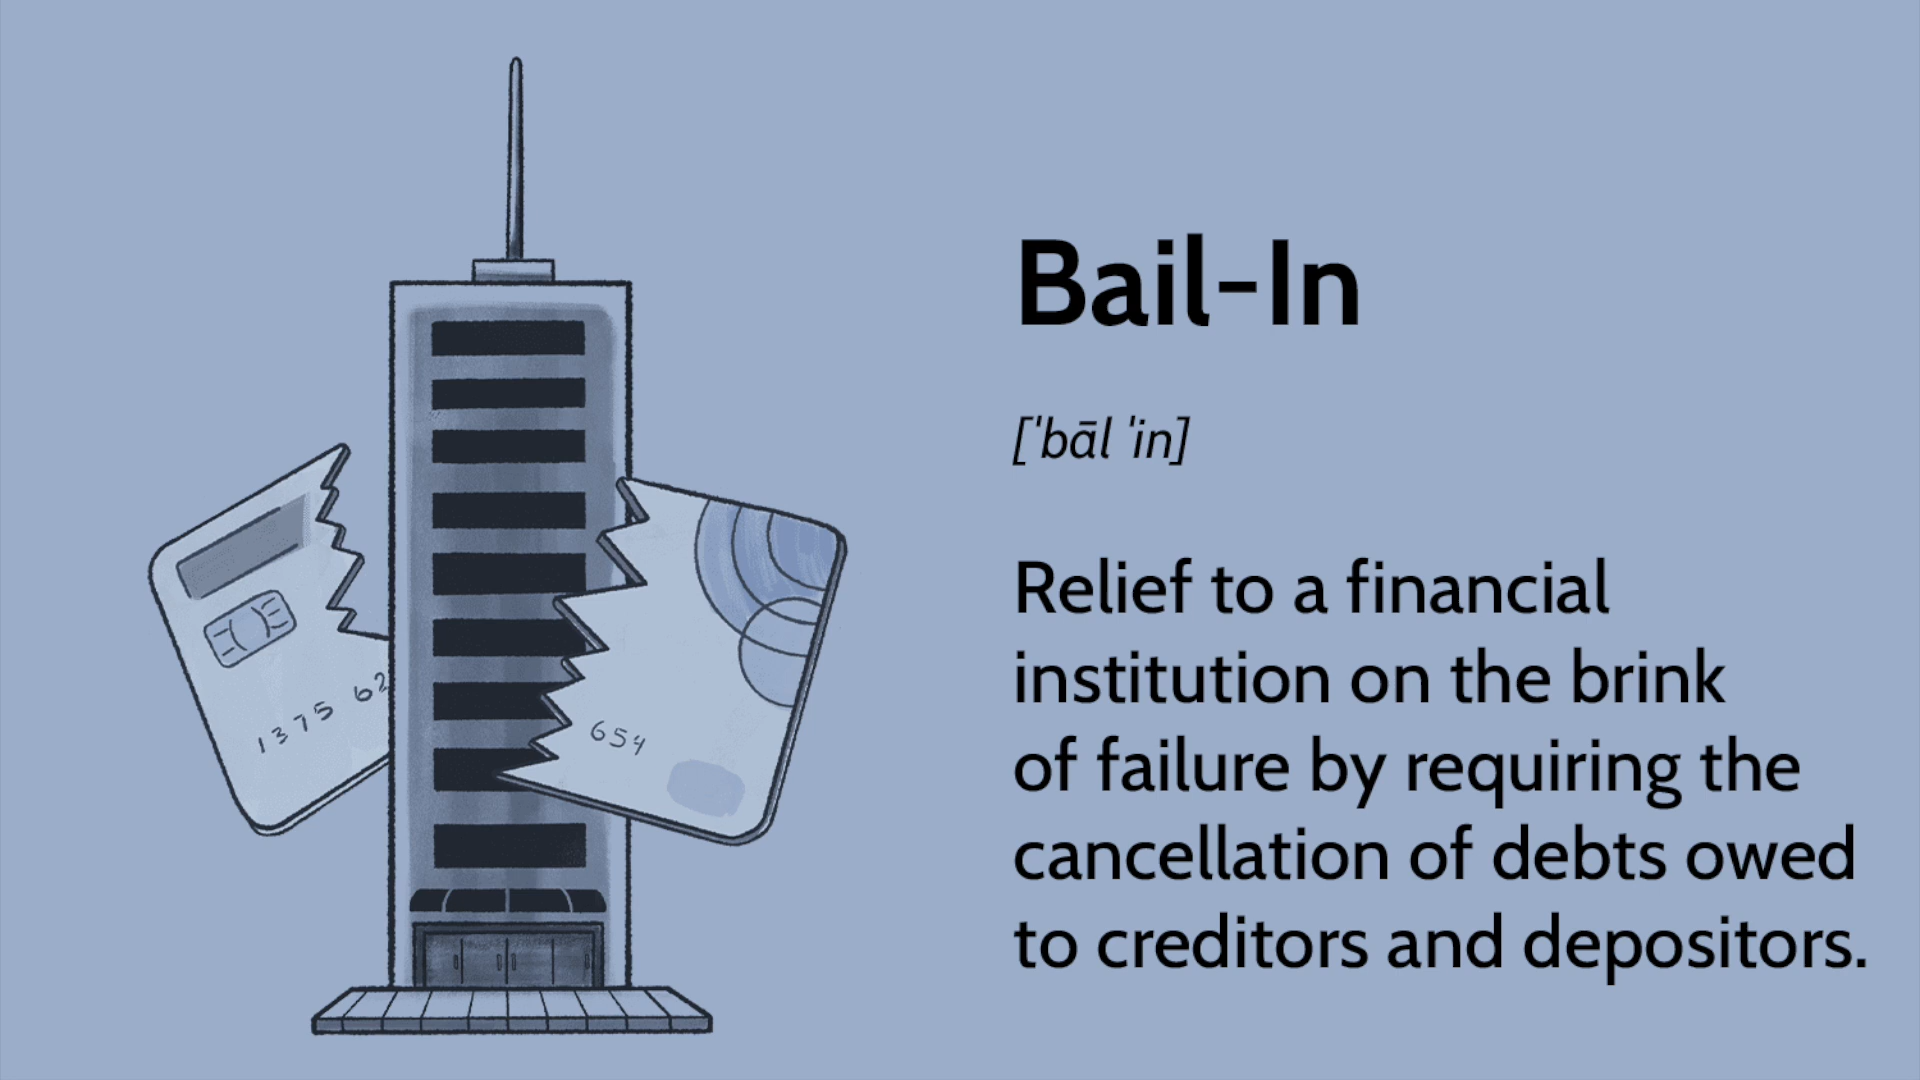 Bail-In
['bāl 'in]
Relief to a financial
institution on the brink
of failure by requiring the
cancellation of debts owed
to creditors and depositors.
1375 62
654